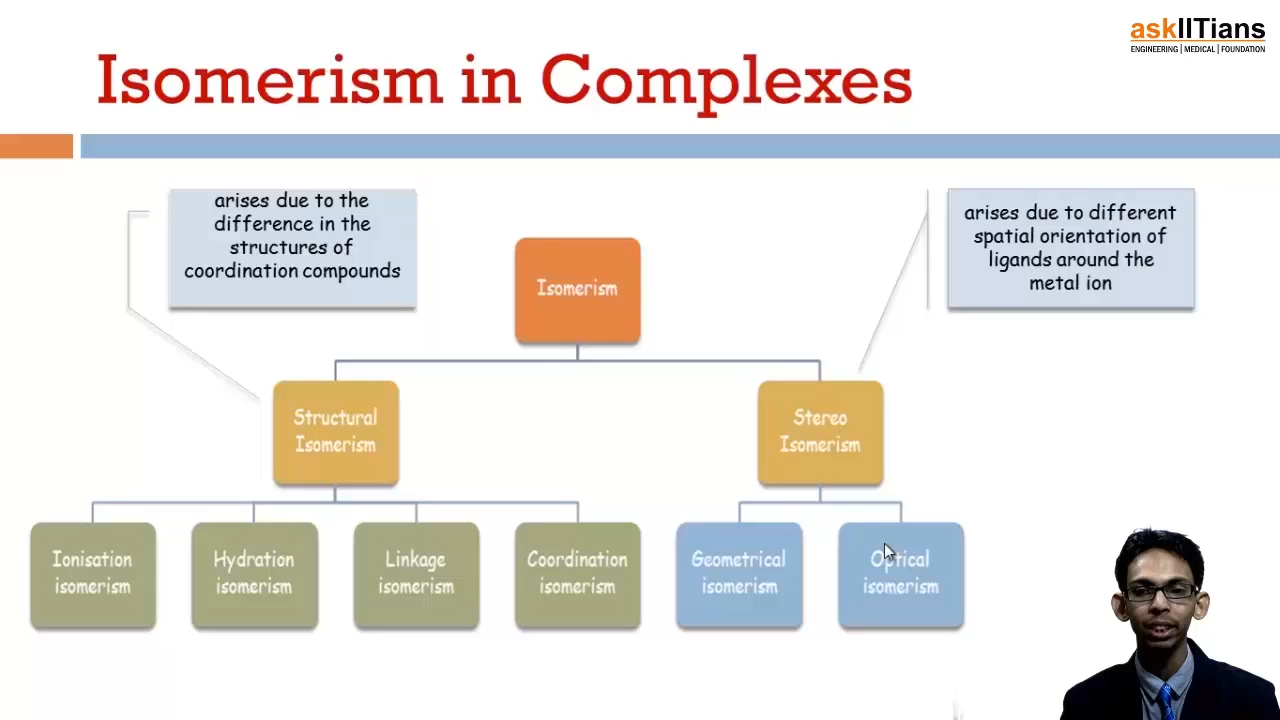 askIITians
ENGINEERING | MEDICAL | FOUNDATION
Isomerism in Complexes
arises due to the
difference in the
structures of
coordination compounds
arises due to different
spatial orientation of
ligands around the
metal ion
Isomerism
Structural
Isomerism
Stereo
Isomerism
Ionisation
isomerism
Hydration
isomerism
Linkage
isomerism
Coordination
isomerism
Geometrical
isomerism
Optical
isomerism